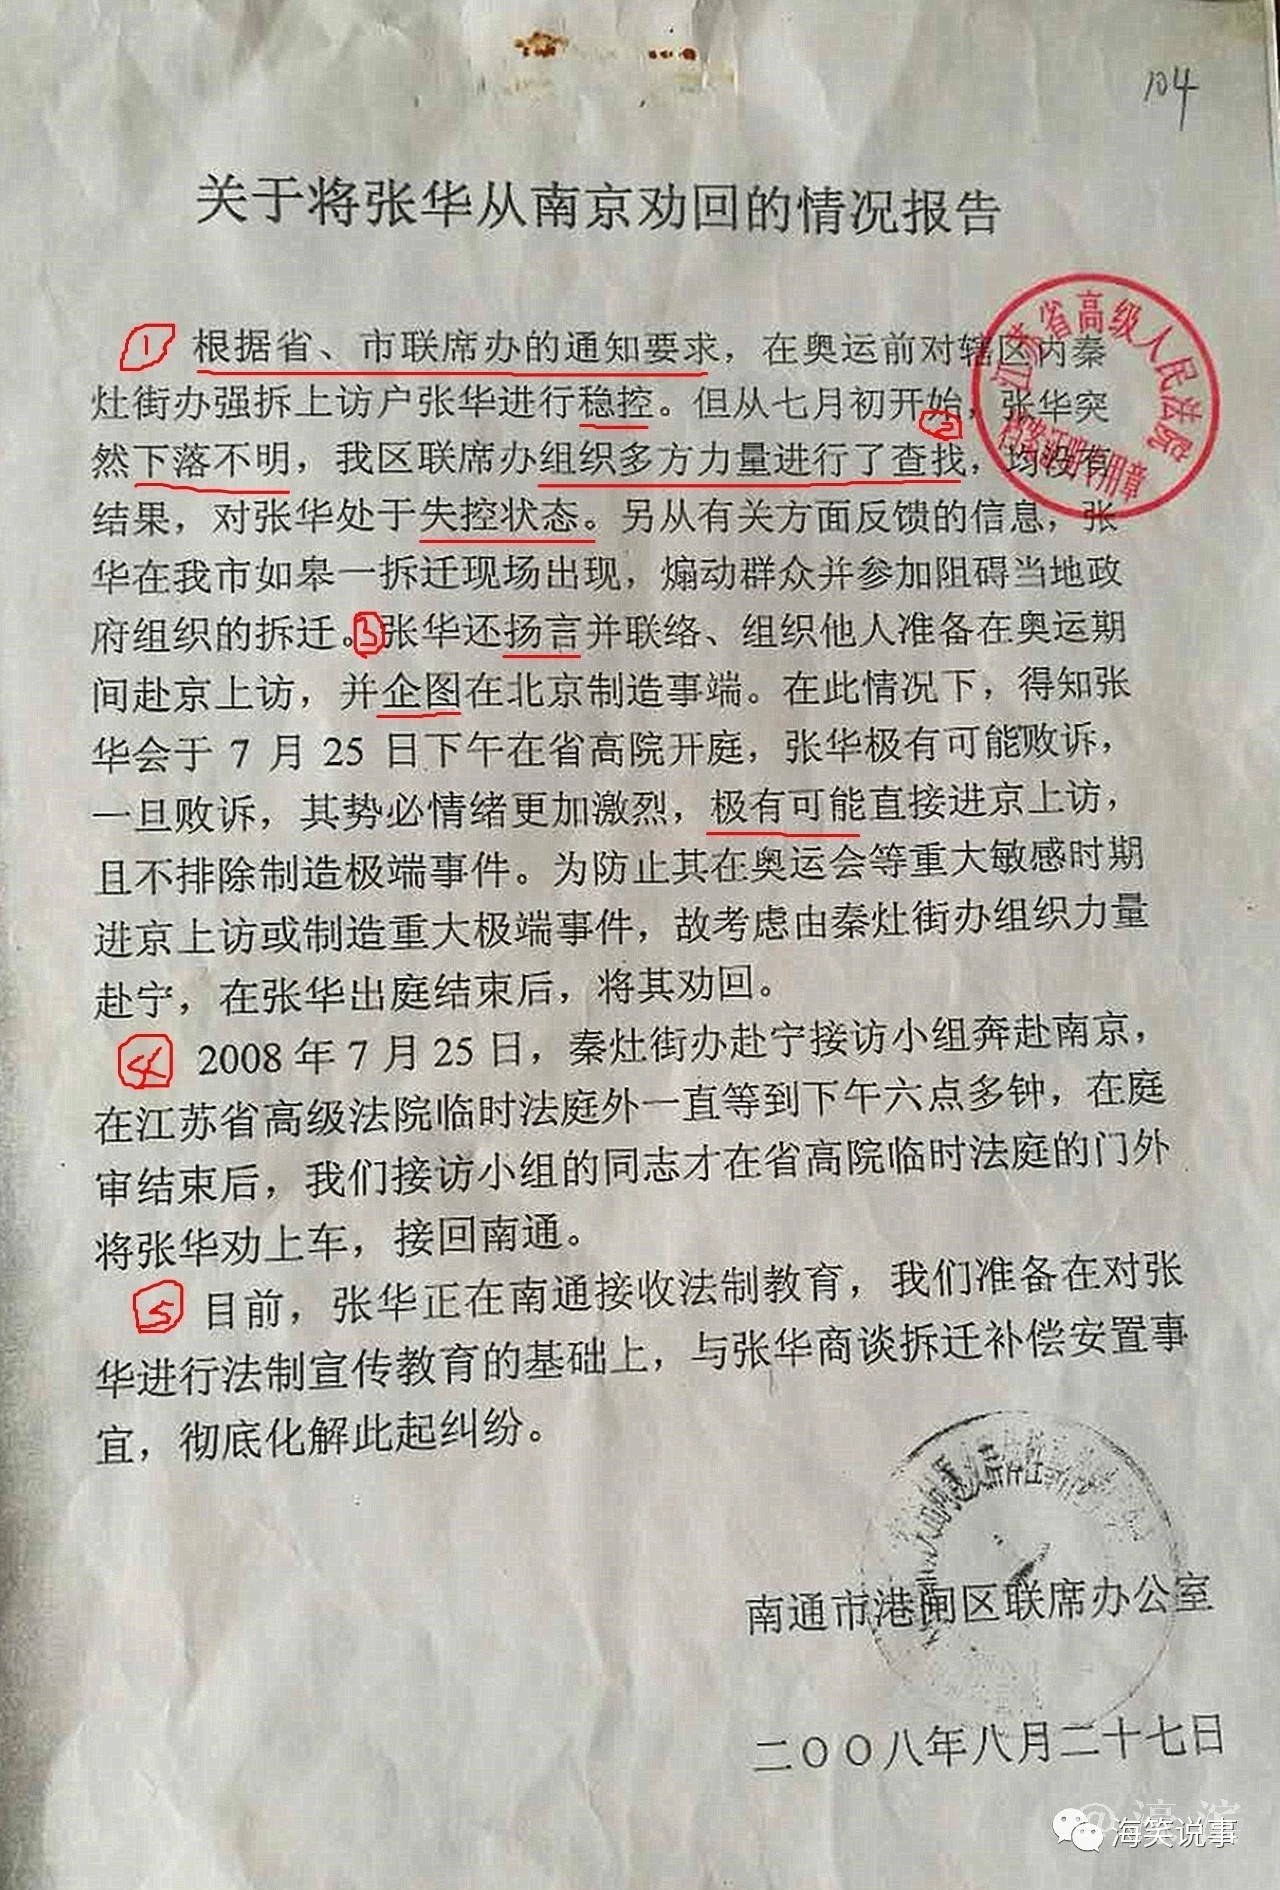 104
关于将张华从南京劝回的情况报告
江苏省高级人民法院
档案证明专用章
1 根据省、市联席办的通知要求，在奥运前对辖区内秦
灶街办强拆上访户张华进行稳控。但从七月初开始，张华突
2
然下落不明，我区联席办组织多方力量进行了查找，均没有
结果，对张华处于失控状态。另从有关方面反馈的信息，张
华在我市如皋一拆迁现场出现，煽动群众并参加阻碍当地政
府组织的拆迁。3张华还扬言并联络、组织他人准备在奥运期
间赴京上访，并企图在北京制造事端。在此情况下，得知张
华会于 7 月 25 日下午在省高院开庭，张华极有可能败诉，
一旦败诉，其势必情绪更加激烈，极有可能直接进京上访，
且不排除制造极端事件。为防止其在奥运会等重大敏感时期
进京上访或制造重大极端事件，故考虑由秦灶街办组织力量
赴宁，在张华出庭结束后，将其劝回。
4 2008 年 7 月 25 日，秦灶街办赴宁接访小组奔赴南京，
在江苏省高级法院临时法庭外一直等到下午六点多钟，在庭
审结束后，我们接访小组的同志才在省高院临时法庭的门外
将张华劝上车，接回南通。
5 目前，张华正在南通接收法制教育，我们准备在对张
华进行法制宣传教育的基础上，与张华商谈拆迁补偿安置事
宜，彻底化解此起纠纷。
南通市港闸区联席办公室
二〇〇八年八月二十七日
海笑说事